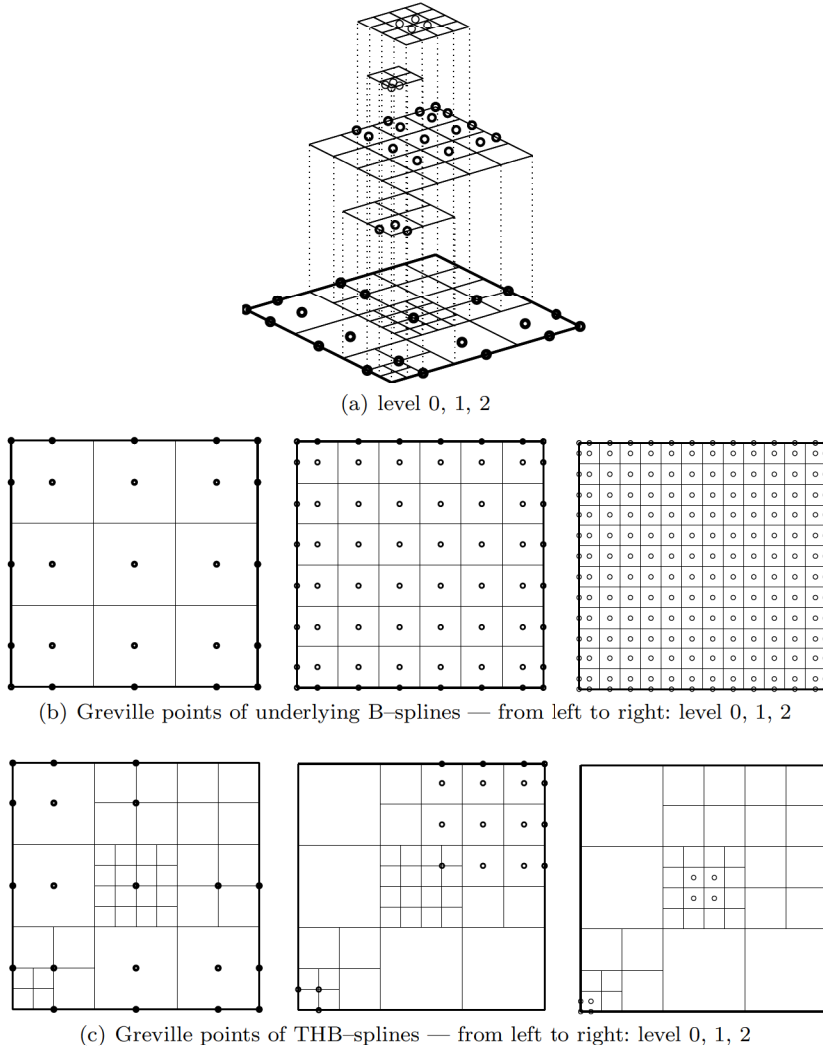 (a) level 0, 1, 2
(b) Greville points of underlying B–splines — from left to right: level 0, 1, 2
(c) Greville points of THB–splines — from left to right: level 0, 1, 2